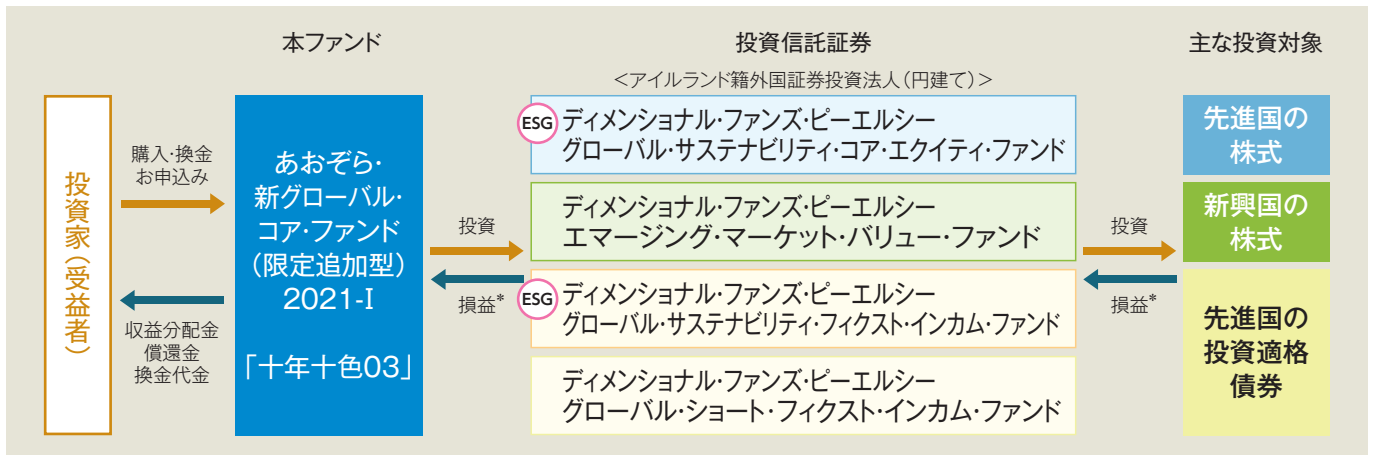 本ファンド
投資信託証券
主な投資対象
＜アイルランド籍外国証券投資法人（円建て）＞
投資家（受益者）
購入・換金
お申込み
収益分配金
償還金
換金代金
あおぞら・
新グローバル・
コア・ファンド
（限定追加型）
2021-I
「十年十色03」
投資
損益*
ESG
ディメンショナル・ファンズ・ピーエルシー
グローバル・サステナビリティ・コア・エクイティ・ファンド
ディメンショナル・ファンズ・ピーエルシー
エマージング・マーケット・バリュー・ファンド
ESG
ディメンショナル・ファンズ・ピーエルシー
グローバル・サステナビリティ・フィクスト・インカム・ファンド
ディメンショナル・ファンズ・ピーエルシー
グローバル・ショート・フィクスト・インカム・ファンド
投資
損益*
先進国の
株式
新興国の
株式
先進国の
投資適格
債券